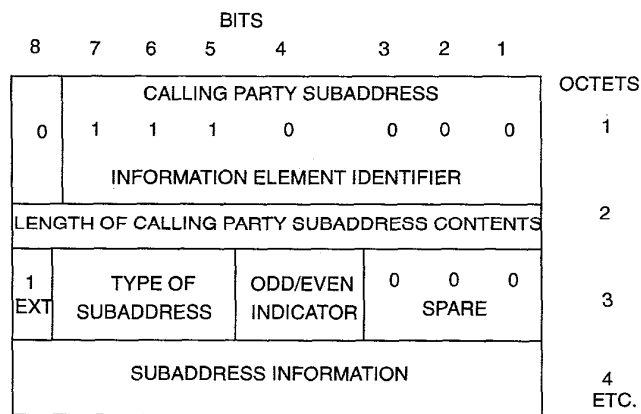 BITS
8 7 6 5 4 3 2 1
CALLING PARTY SUBADDRESS
OCTETS
0 1 1 1 0 0 0 0
1
INFORMATION ELEMENT IDENTIFIER
LENGTH OF CALLING PARTY SUBADDRESS CONTENTS
2
1
EXT
TYPE OF
SUBADDRESS
ODD/EVEN
INDICATOR
0 0 0
SPARE
3
SUBADDRESS INFORMATION
4
ETC.